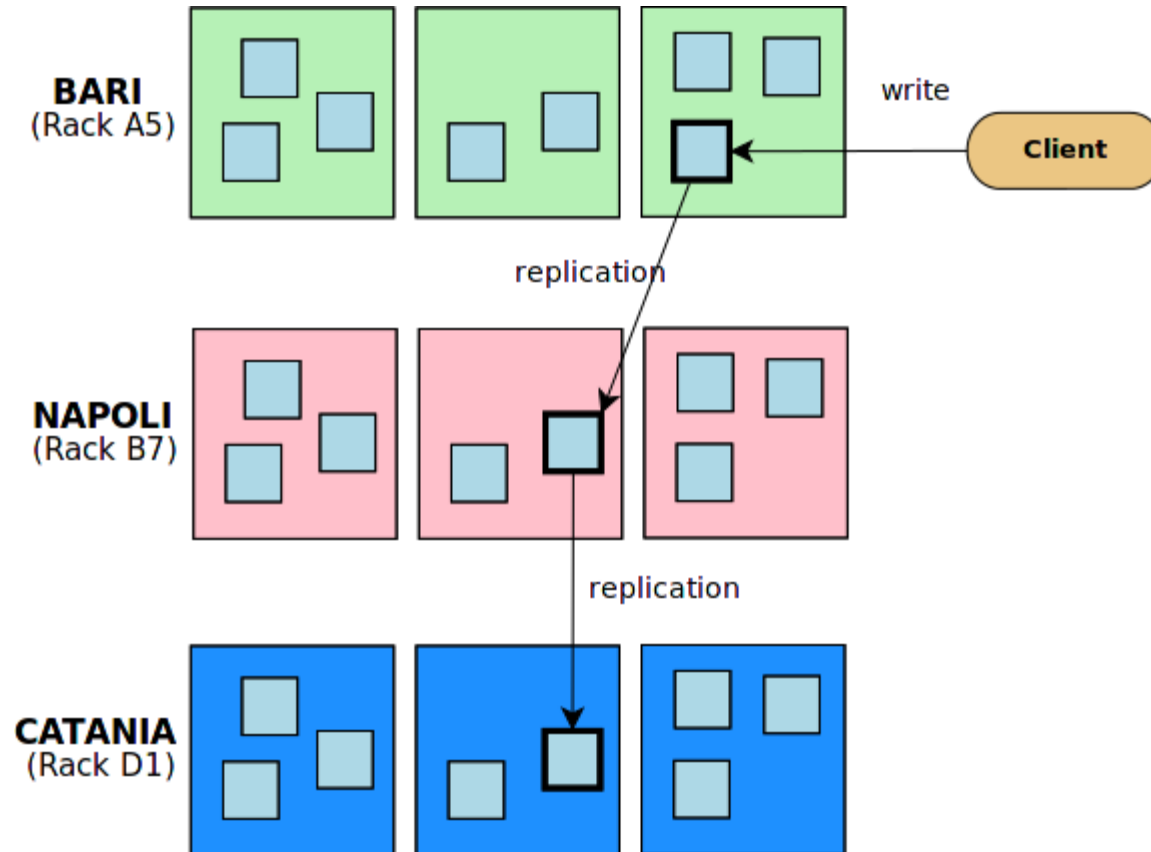 BARI
(Rack A5)
write
Client
replication
NAPOLI
(Rack B7)
replication
CATANIA
(Rack D1)